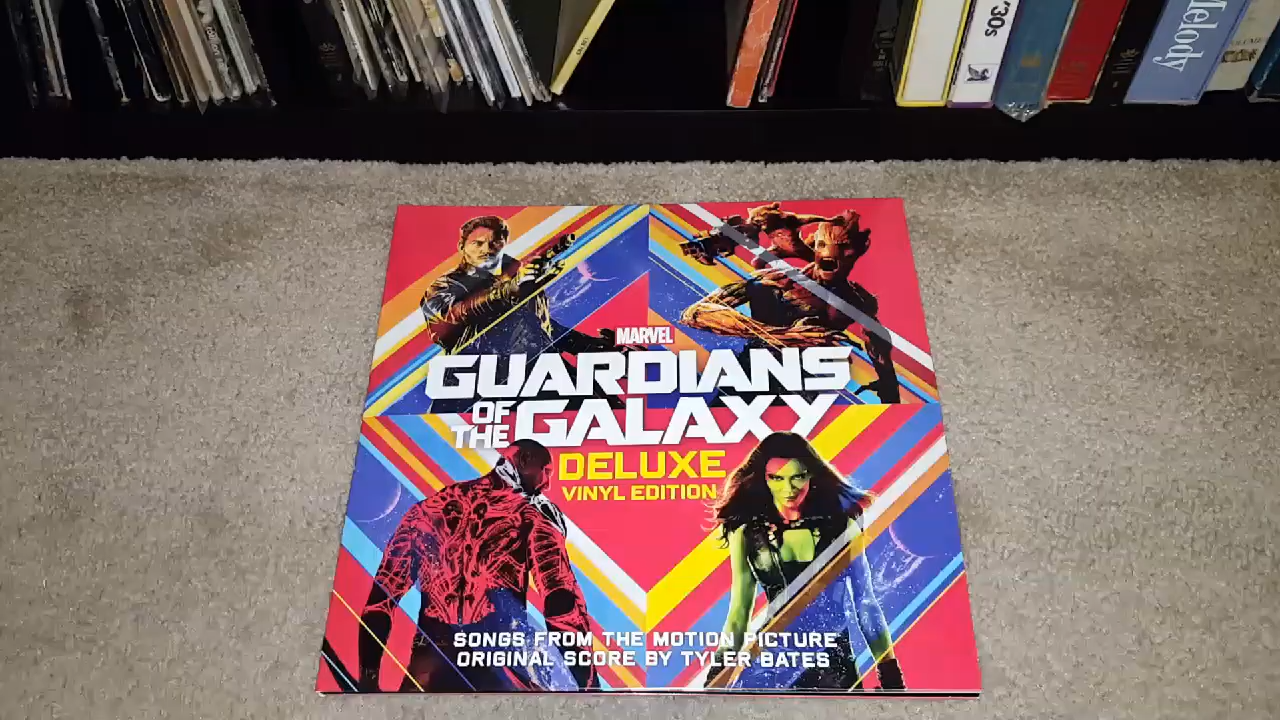 '30s
Melody
MARVEL
GUARDIANS
OF THE GALAXY
DELUXE
VINYL EDITION
SONGS FROM THE MOTION PICTURE
ORIGINAL SCORE BY TYLER BATES